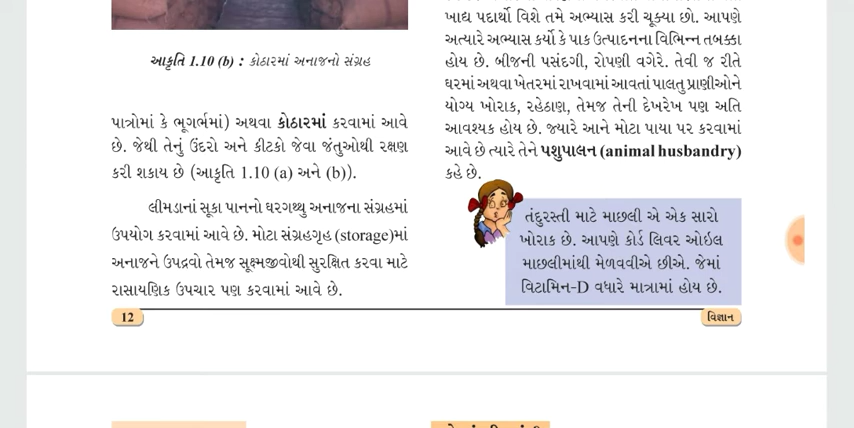 આકૃતિ 1.10 (b) : કોઠારમાં અનાજનો સંગ્રહ
પાત્રોમાં કે ભૂગર્ભમાં) અથવા કોઠારમાં કરવામાં આવે
છે. જેથી તેનું ઉંદરો અને કીટકો જેવા જંતુઓથી રક્ષણ
કરી શકાય છે (આકૃતિ 1.10 (a) અને (b)).
લીમડાનાં સૂકા પાનનો ઘરગથ્થુ અનાજના સંગ્રહમાં
ઉપયોગ કરવામાં આવે છે. મોટા સંગ્રહગૃહ (storage)માં
અનાજને ઉપદ્રવો તેમજ સૂક્ષ્મજીવોથી સુરક્ષિત કરવા માટે
રાસાયણિક ઉપચાર પણ કરવામાં આવે છે.
ખાદ્ય પદાર્થો વિશે તમે અભ્યાસ કરી ચૂક્યા છો. આપણે
અત્યારે અભ્યાસ કર્યો કે પાક ઉત્પાદનના વિભિન્ન તબક્કા
હોય છે. બીજની પસંદગી, રોપણી વગેરે. તેવી જ રીતે
ઘરમાં અથવા ખેતરમાં રાખવામાં આવતાં પાલતુ પ્રાણીઓને
યોગ્ય ખોરાક, રહેઠાણ, તેમજ તેની દેખરેખ પણ અતિ
આવશ્યક હોય છે. જ્યારે આને મોટા પાયા પર કરવામાં
આવે છે ત્યારે તેને પશુપાલન (animal husbandry)
કહે છે.
તંદુરસ્તી માટે માછલી એ એક સારો
ખોરાક છે. આપણે કોર્ડ લિવર ઓઇલ
માછલીમાંથી મેળવવીએ છીએ. જેમાં
વિટામિન-D વધારે માત્રામાં હોય છે.
12
વિજ્ઞાન